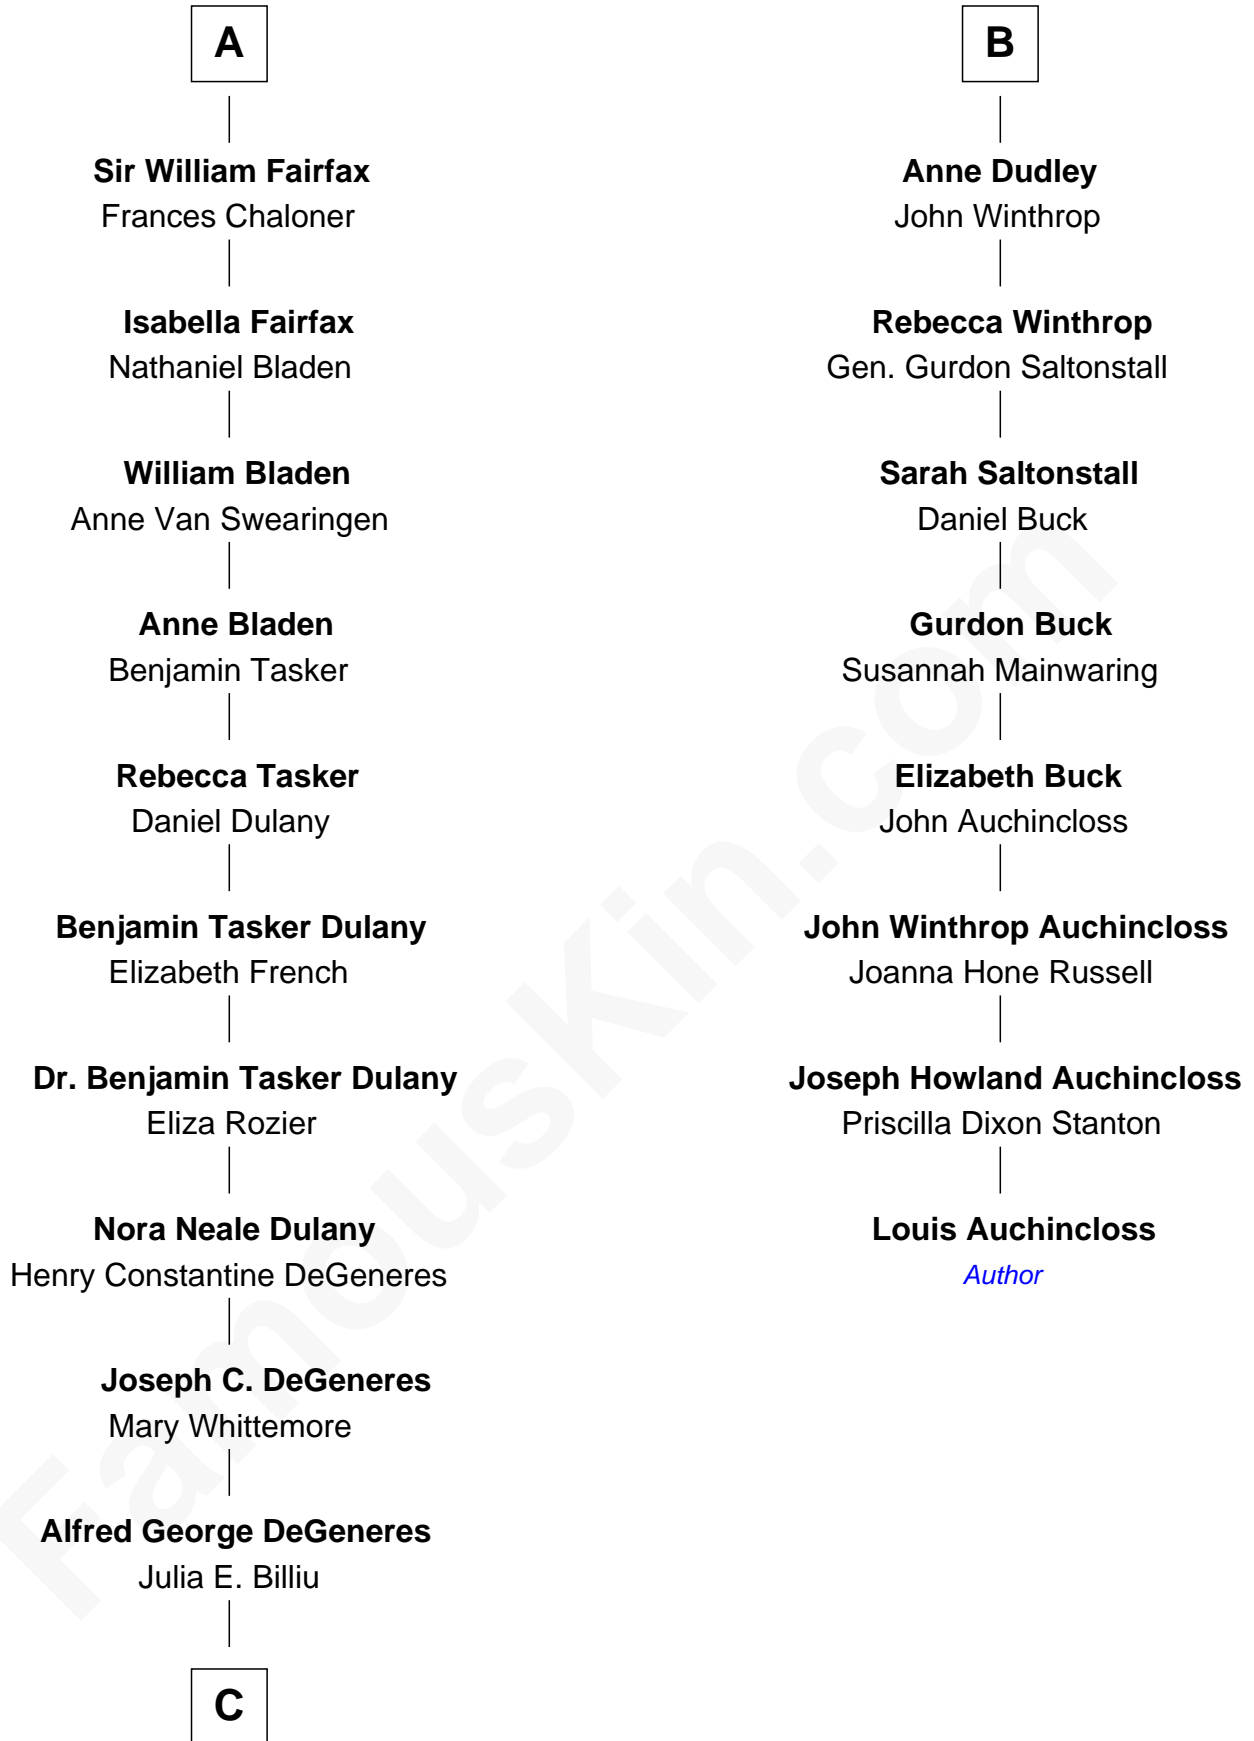 A
Sir William Fairfax
Frances Chaloner
Isabella Fairfax
Nathaniel Bladen
William Bladen
Anne Van Swearingen
Anne Bladen
Benjamin Tasker
Rebecca Tasker
Daniel Dulany
Benjamin Tasker Dulany
Elizabeth French
Dr. Benjamin Tasker Dulany
Eliza Rozier
Nora Neale Dulany
Henry Constantine DeGeneres
Joseph C. DeGeneres
Mary Whittemore
Alfred George DeGeneres
Julia E. Billiu
C
B
Anne Dudley
John Winthrop
Rebecca Winthrop
Gen. Gurdon Saltonstall
Sarah Saltonstall
Daniel Buck
Gurdon Buck
Susannah Mainwaring
Elizabeth Buck
John Auchincloss
John Winthrop Auchincloss
Joanna Hone Russell
Joseph Howland Auchincloss
Priscilla Dixon Stanton
Louis Auchincloss
Author
FamousKin.com